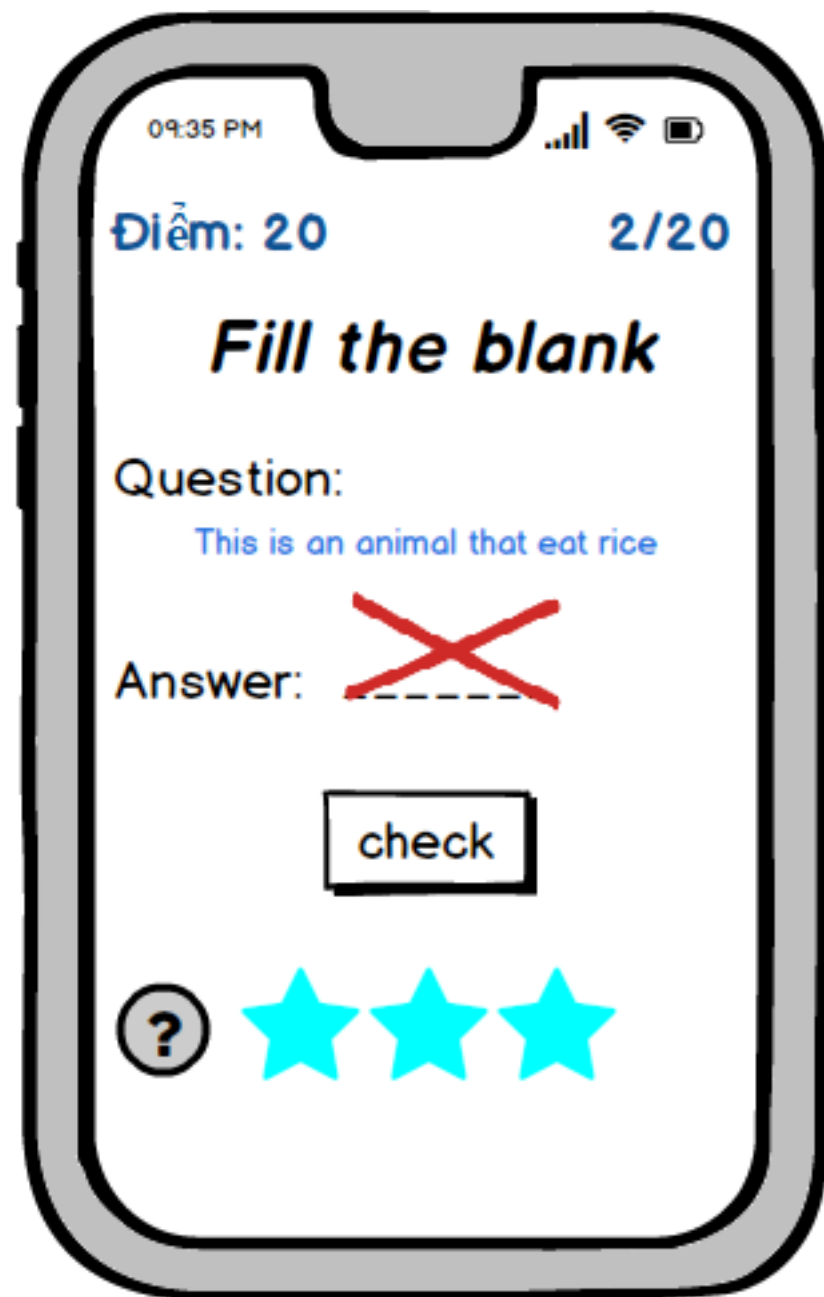 09:35 PM
Điểm: 20 2/20
Fill the blank
Question:
This is an animal that eat rice
Answer: _______
check
?